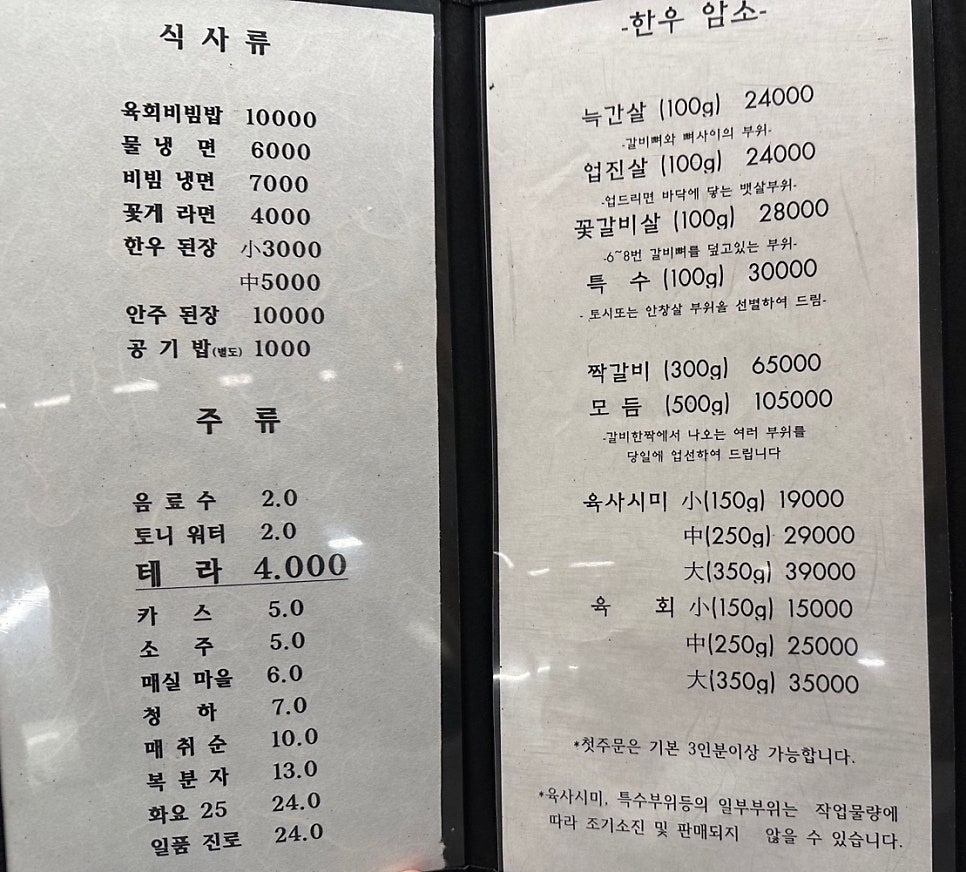 식 사 류
육회비빔밥 10000
물 냉 면 6000
비빔 냉면 7000
꽃게 라면 4000
한우 된장 小3000
中5000
안주 된장 10000
공 기 밥(별도) 1000
주 류
음 료 수 2.0
토니 워터 2.0
테 라 4.000
카 스 5.0
소 주 5.0
매실 마을 6.0
청 하 7.0
매 취 순 10.0
복 분 자 13.0
화요 25 24.0
일품 진로 24.0
-한우 암소-
늑간살 (100g) 24000
-갈비뼈와 뼈사이의 부위-
업진살 (100g) 24000
-업드리면 바닥에 닿는 뱃살부위-
꽃갈비살 (100g) 28000
-6~8번 갈비뼈를 덮고있는 부위-
특 수 (100g) 30000
- 토시또는 안창살 부위을 선별하여 드림-
짝갈비 (300g) 65000
모 듬 (500g) 105000
-갈비한짝에서 나오는 여러 부위를
당일에 업선하여 드립니다
육사시미 小(150g) 19000
中(250g) 29000
大(350g) 39000
육 회 小(150g) 15000
中(250g) 25000
大(350g) 35000
*첫주문은 기본 3인분이상 가능합니다.
*육사시미, 특수부위등의 일부부위는 작업물량에
따라 조기소진 및 판매되지 않을 수 있습니다.